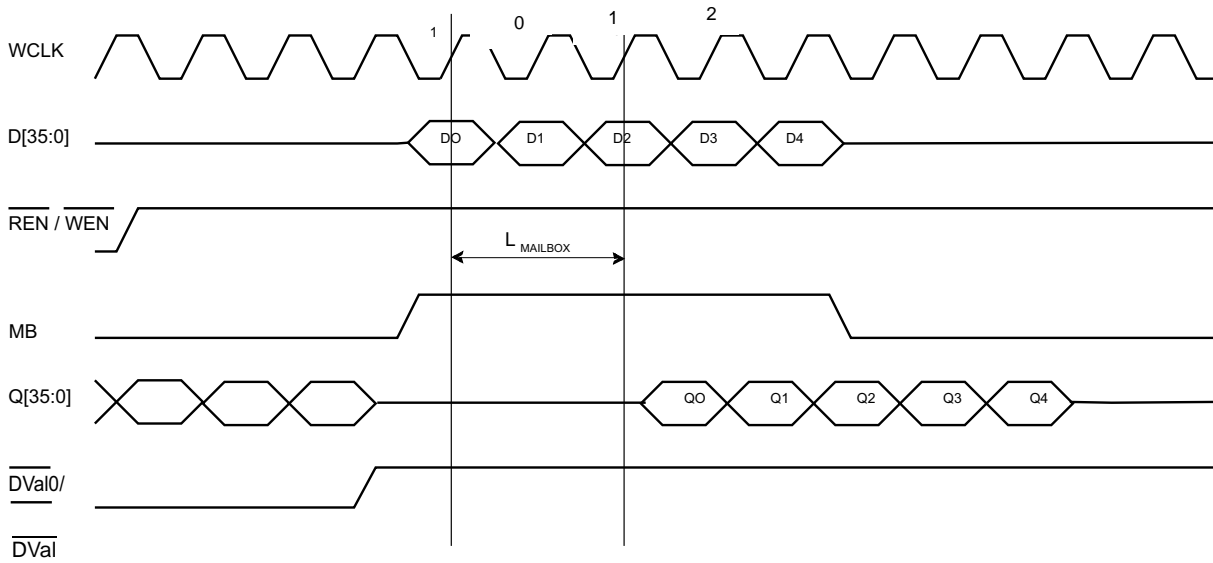 1 0 1 2
WCLK
D[35:0] DO D1 D2 D3 D4
REN / WEN
L MAILBOX
MB
Q[35:0] QO Q1 Q2 Q3 Q4
DVal0/
DVal